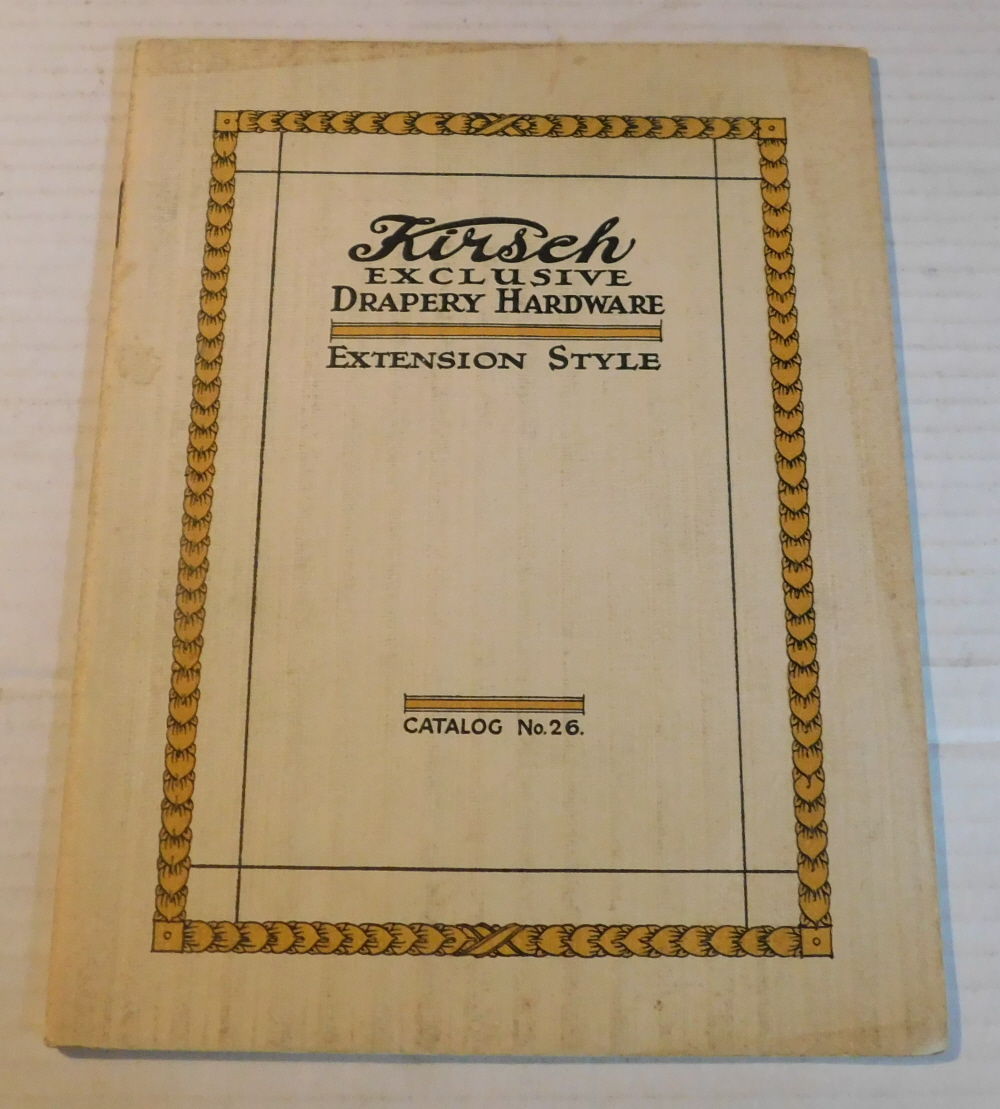 Kirsch
EXCLUSIVE
DRAPERY HARDWARE
EXTENSION STYLE
CATALOG No. 26.